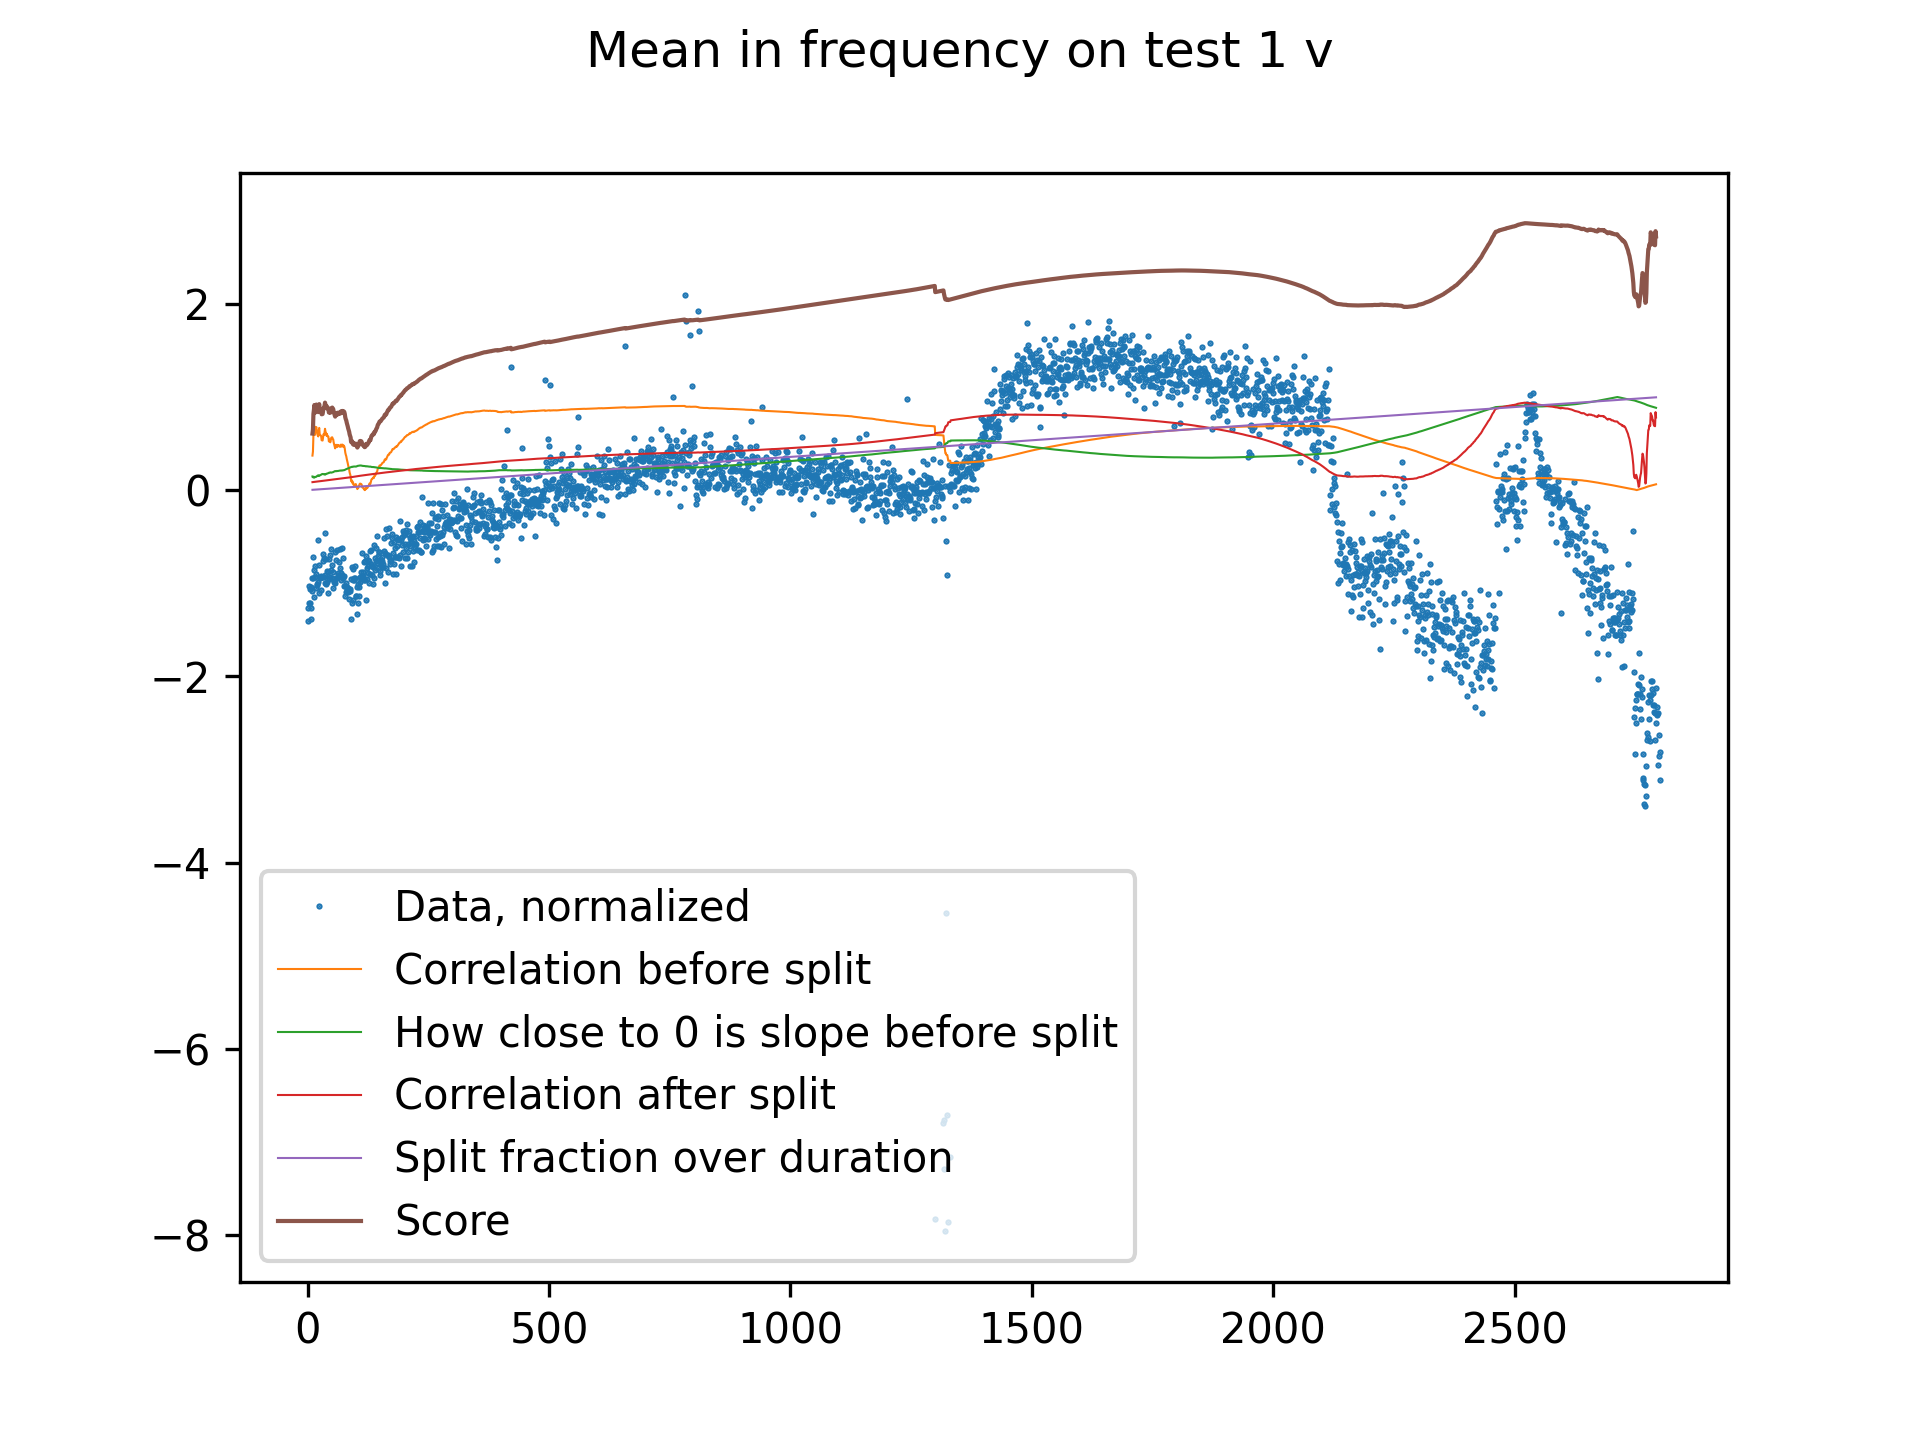 Mean in frequency on test 1 v
2
0
−2
−4
−6
−8
Data, normalized
Correlation before split
How close to 0 is slope before split
Correlation after split
Split fraction over duration
Score
0 500 1000 1500 2000 2500